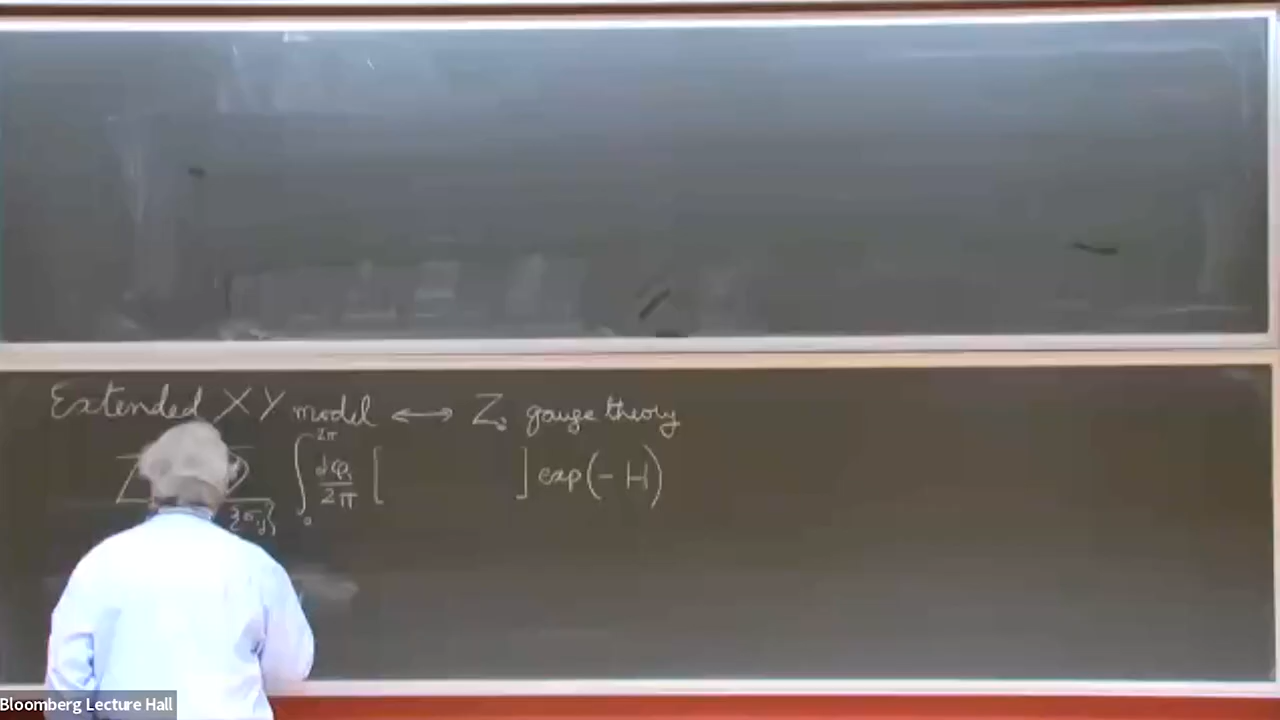 Extended XY model ⟷ Z₂ gauge theory
Z Σ {σij} ∫₀^{2π} dφi/2π [ ] exp(- H)
Bloomberg Lecture Hall